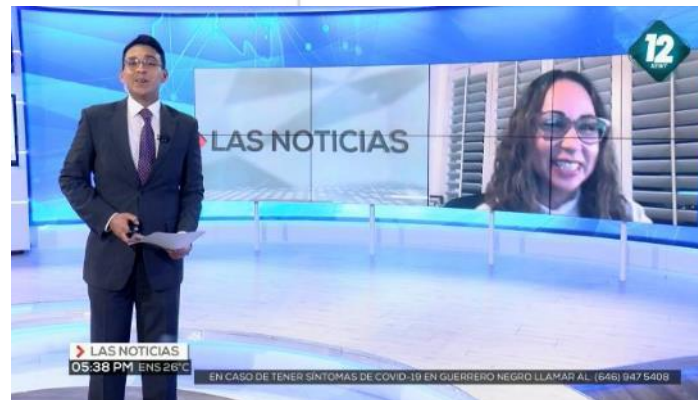 12
XEWT
LAS NOTICIAS
LAS NOTICIAS
05:38 PM ENS 26°C
EN CASO DE TENER SÍNTOMAS DE COVID-19 EN GUERRERO NEGRO LLAMAR AL: (646) 947 5408